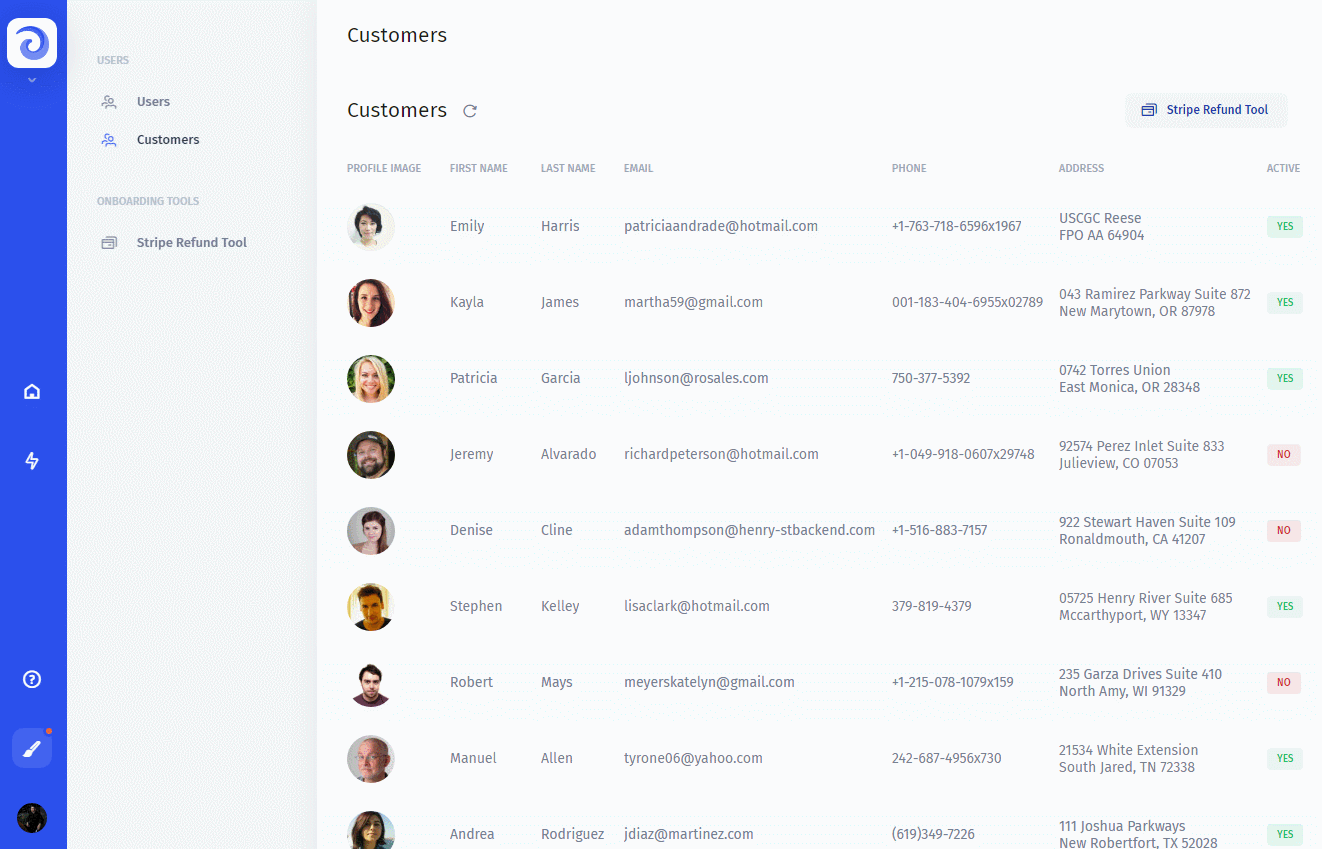 Customers
USERS
Users
Customers
ONBOARDING TOOLS
Stripe Refund Tool
Customers
Stripe Refund Tool
PROFILE IMAGE FIRST NAME LAST NAME EMAIL PHONE ADDRESS ACTIVE
Emily Harris patriciaandrade@hotmail.com +1-763-718-6596x1967 USCGC Reese YES
FPO AA 64904
Kayla James martha59@gmail.com 001-183-404-6955x02789 043 Ramirez Parkway Suite 872 YES
New Marytown, OR 87978
Patricia Garcia ljohnson@rosales.com 750-377-5392 0742 Torres Union YES
East Monica, OR 28348
Jeremy Alvarado richardpeterson@hotmail.com +1-049-918-0607x29748 92574 Perez Inlet Suite 833 NO
Julieview, CO 07053
Denise Cline adamthompson@henry-stbackend.com +1-516-883-7157 922 Stewart Haven Suite 109 NO
Ronaldmouth, CA 41207
Stephen Kelley lisaclark@hotmail.com 379-819-4379 05725 Henry River Suite 685 YES
Mccarthyport, WY 13347
Robert Mays meyerskatelyn@gmail.com +1-215-078-1079x159 235 Garza Drives Suite 410 NO
North Amy, WI 91329
Manuel Allen tyrone06@yahoo.com 242-687-4956x730 21534 White Extension YES
South Jared, TN 72338
Andrea Rodriguez jdiaz@martinez.com (619)349-7226 111 Joshua Parkways YES
New Robertfort, TX 52028